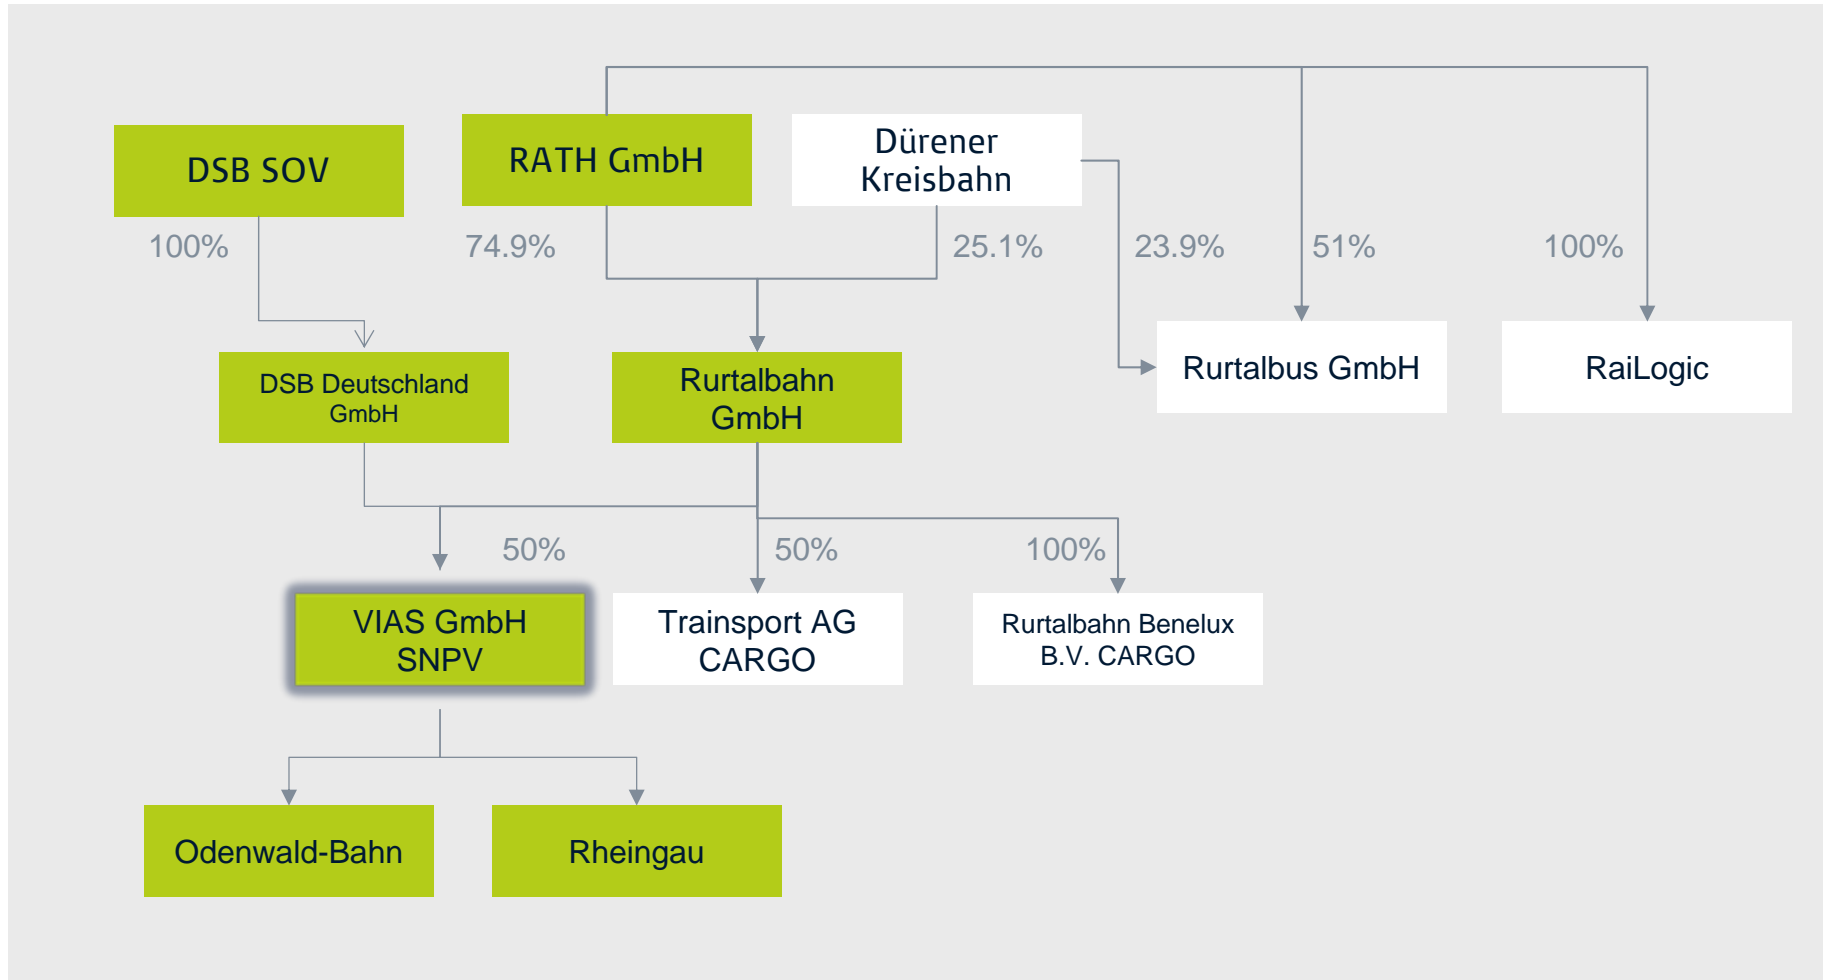 DSB SOV
RATH GmbH
Dürener
Kreisbahn
100%
74.9%
25.1%
23.9%
51%
100%
DSB Deutschland
GmbH
Rurtalbahn
GmbH
Rurtalbus GmbH
RaiLogic
50%
50%
100%
VIAS GmbH
SNPV
Trainsport AG
CARGO
Rurtalbahn Benelux
B.V. CARGO
Odenwald-Bahn
Rheingau